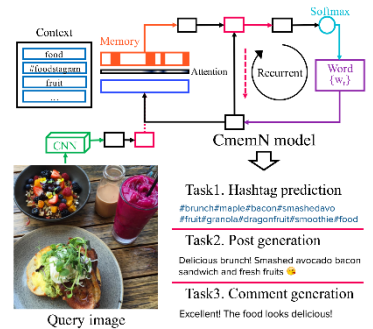 Context
food
#foodstagram
fruit
...
Memory
Attention
Softmax
Recurrent
Word
{wₜ}
CNN
CmemN model
Query image
Task1. Hashtag prediction
#brunch#maple#bacon#smashedavo
#fruit#granola#dragonfruit#smoothie#food
Task2. Post generation
Delicious brunch! Smashed avocado bacon
sandwich and fresh fruits 😘
Task3. Comment generation
Excellent! The food looks delicious!